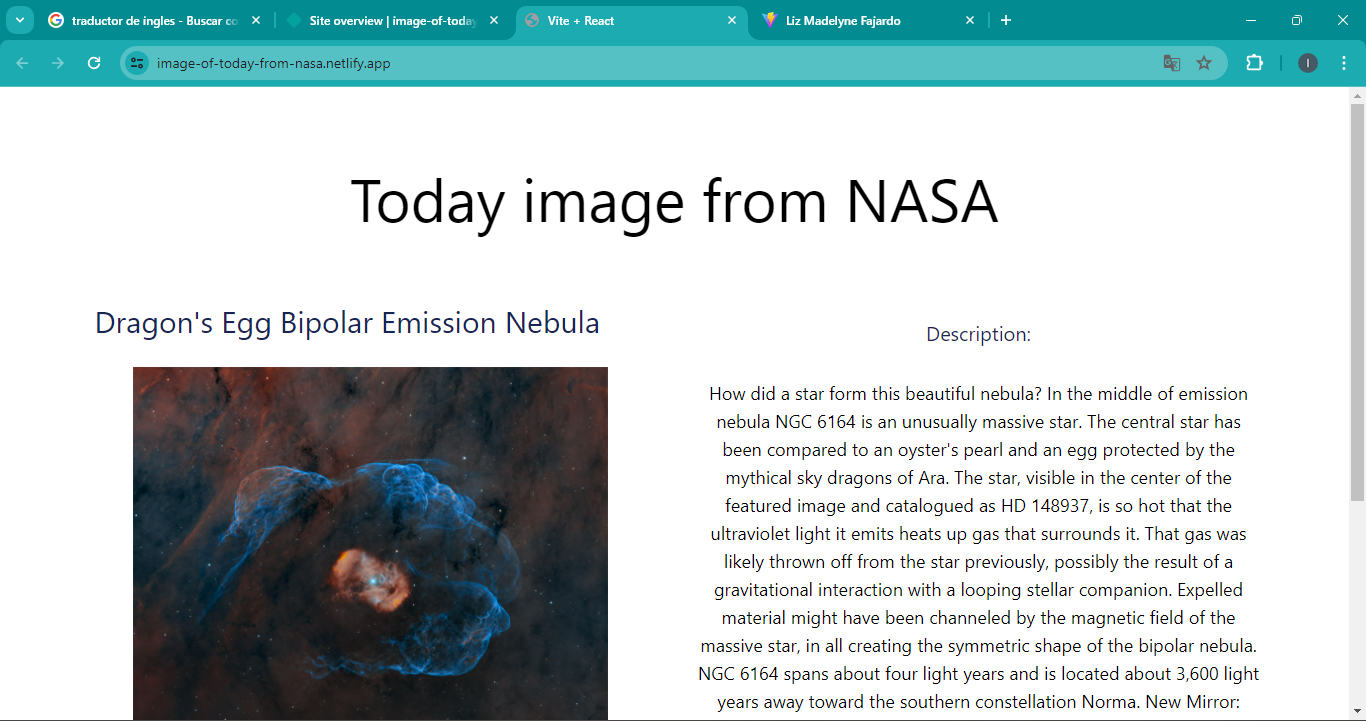 traductor de ingles - Buscar co
Site overview | image-of-today
Vite + React
Liz Madelyne Fajardo
image-of-today-from-nasa.netlify.app
I
Today image from NASA
Dragon's Egg Bipolar Emission Nebula
Description:
How did a star form this beautiful nebula? In the middle of emission
nebula NGC 6164 is an unusually massive star. The central star has
been compared to an oyster's pearl and an egg protected by the
mythical sky dragons of Ara. The star, visible in the center of the
featured image and catalogued as HD 148937, is so hot that the
ultraviolet light it emits heats up gas that surrounds it. That gas was
likely thrown off from the star previously, possibly the result of a
gravitational interaction with a looping stellar companion. Expelled
material might have been channeled by the magnetic field of the
massive star, in all creating the symmetric shape of the bipolar nebula.
NGC 6164 spans about four light years and is located about 3,600 light
years away toward the southern constellation Norma. New Mirror: